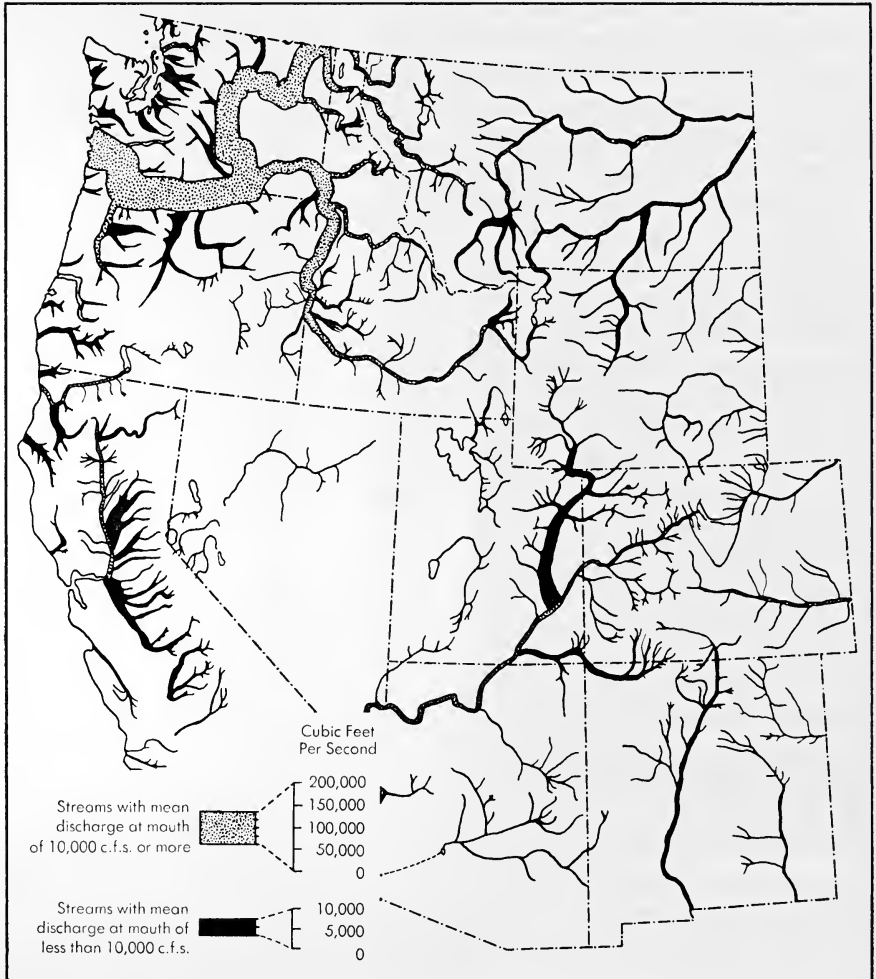 Cubic Feet
Per Second
Streams with mean
discharge at mouth
of 10,000 c.f.s. or more
200,000
150,000
100,000
50,000
0
Streams with mean
discharge at mouth of
less than 10,000 c.f.s.
10,000
5,000
0